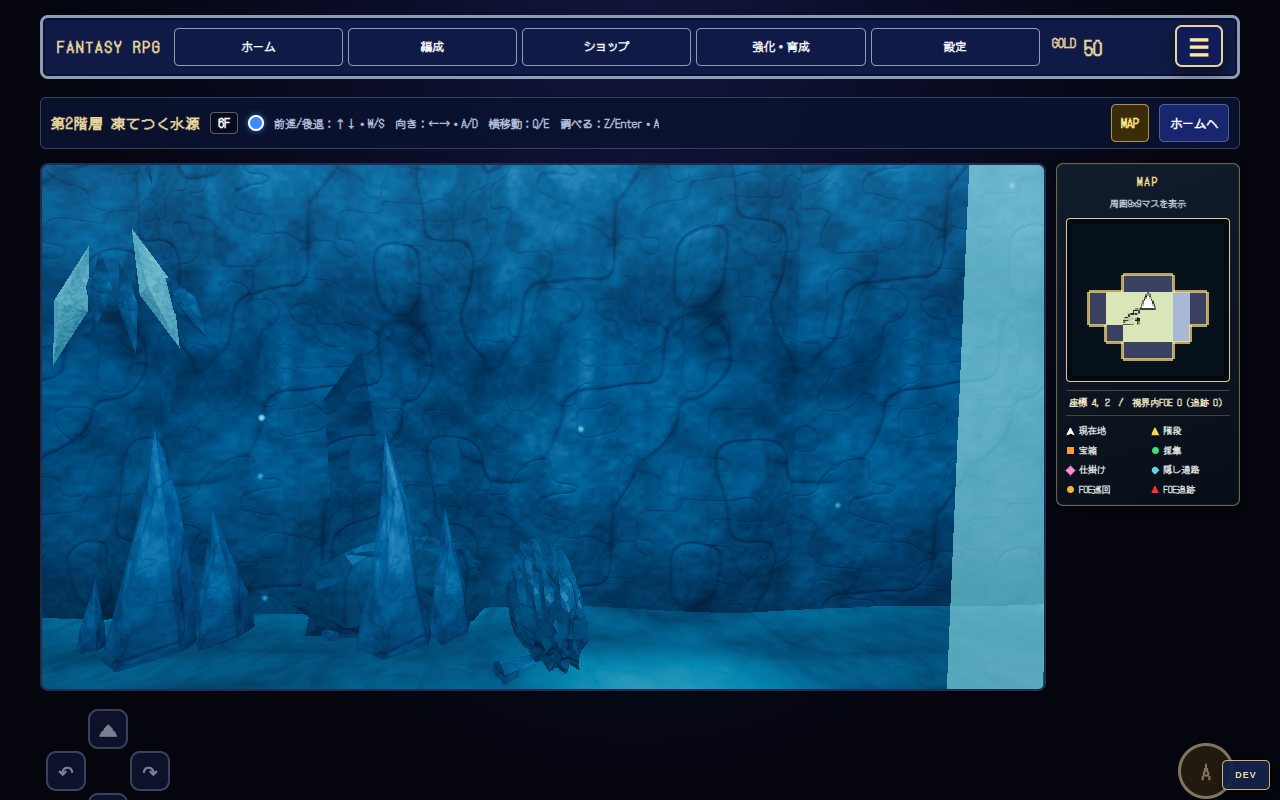 FANTASY RPG
ホーム
編成
ショップ
強化・育成
設定
GOLD 50
第2階層 凍てつく水源
6F
前進/後退：↑↓・W/S 向き：←→・A/D 横移動：Q/E 調べる：Z/Enter・A
MAP
ホームへ
MAP
周囲9x9マスを表示
座標 4, 2 / 視界内FOE 0（追跡 0）
現在地
階段
宝箱
採集
仕掛け
隠し通路
FOE巡回
FOE追跡
A
DEV